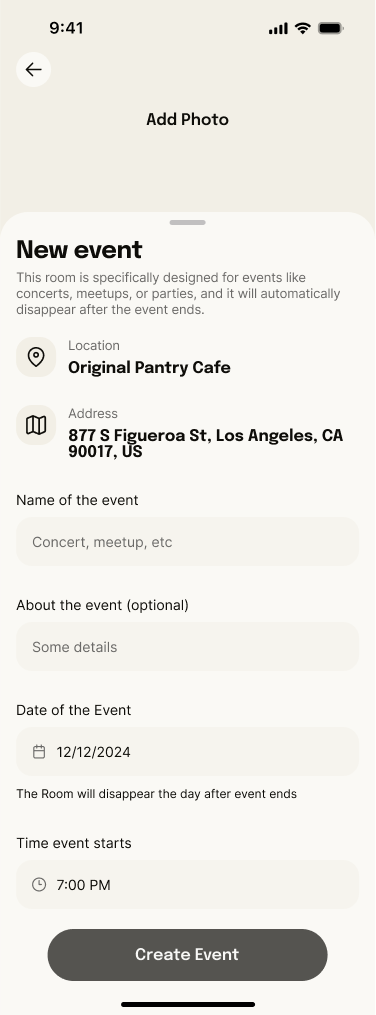 9:41
Add Photo
New event
This room is specifically designed for events like
concerts, meetups, or parties, and it will automatically
disappear after the event ends.
Location
Original Pantry Cafe
Address
877 S Figueroa St, Los Angeles, CA
90017, US
Name of the event
Concert, meetup, etc
About the event (optional)
Some details
Date of the Event
12/12/2024
The Room will disappear the day after event ends
Time event starts
7:00 PM
Create Event